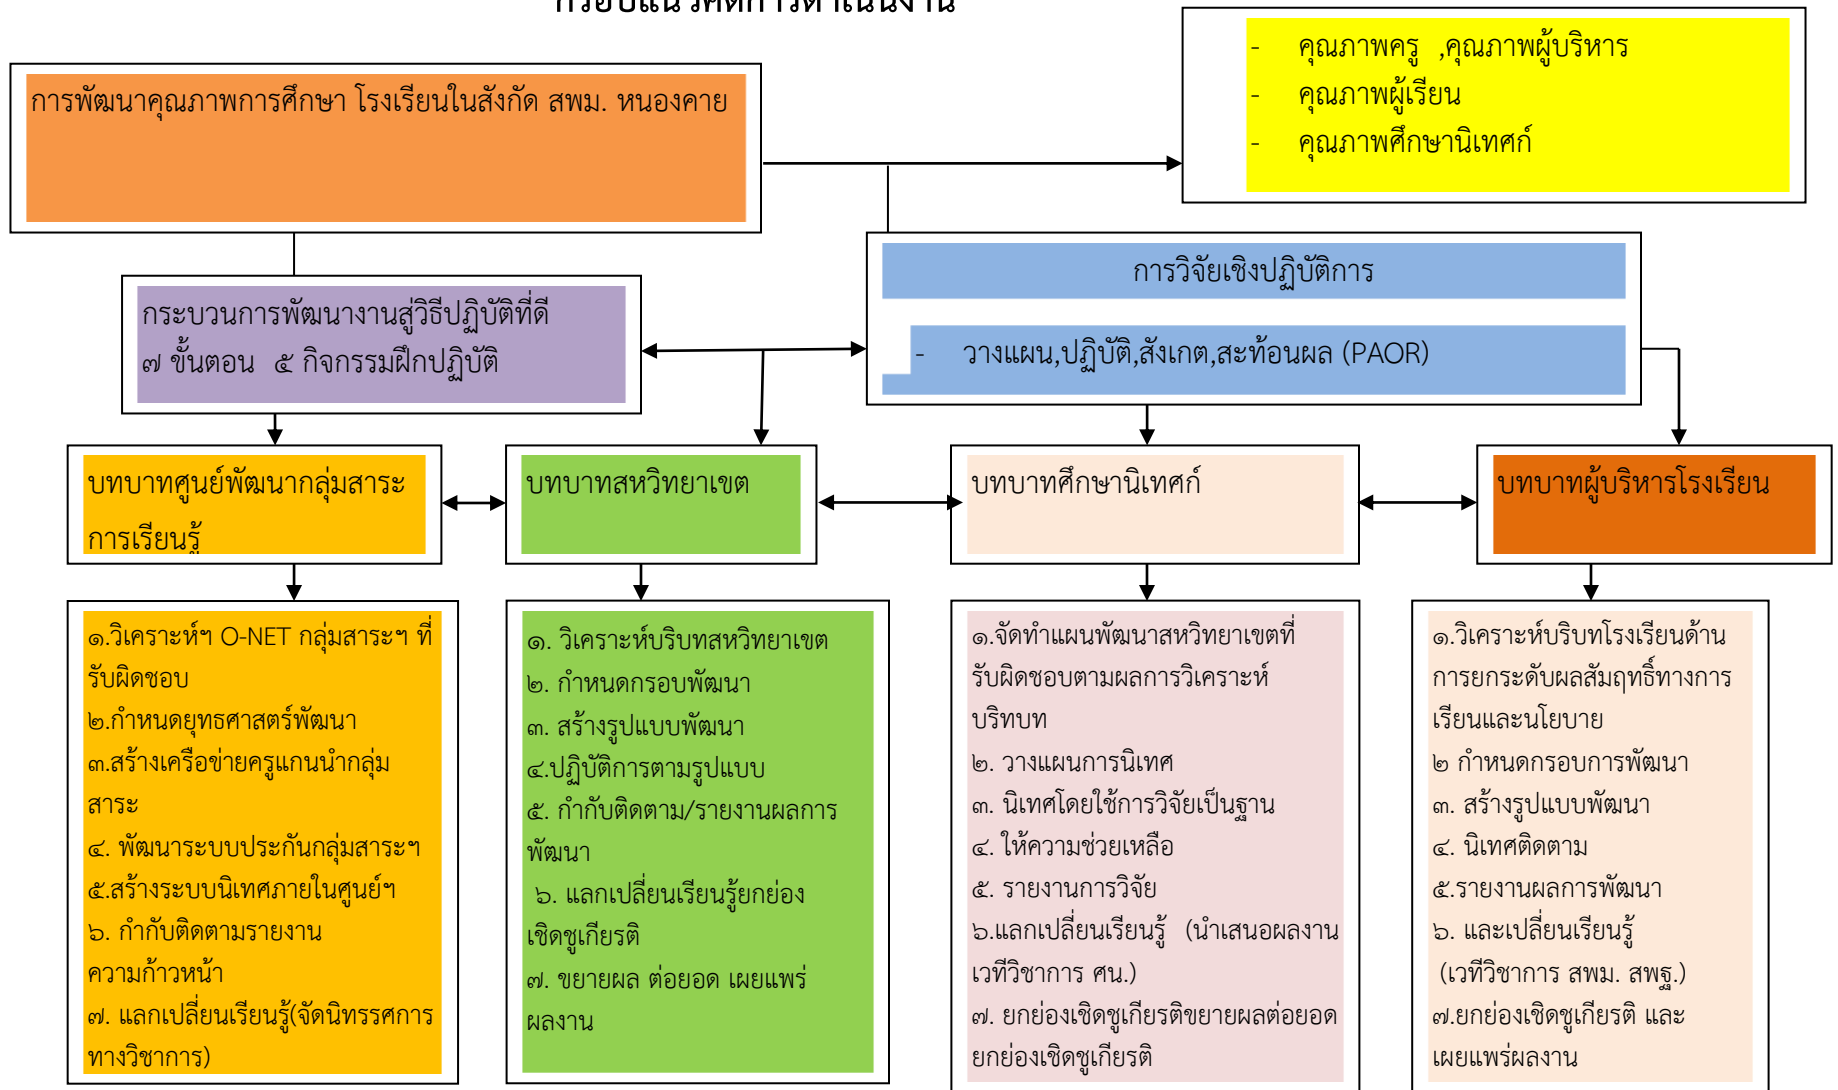 กรอบแนวคิดการดำเนินงาน
การพัฒนาคุณภาพการศึกษา โรงเรียนในสังกัด สพม. หนองคาย
- คุณภาพครู ,คุณภาพผู้บริหาร
- คุณภาพผู้เรียน
- คุณภาพศึกษานิเทศก์
กระบวนการพัฒนางานสู่วิธีปฏิบัติที่ดี
๗ ขั้นตอน ๕ กิจกรรมฝึกปฏิบัติ
การวิจัยเชิงปฏิบัติการ
- วางแผน,ปฏิบัติ,สังเกต,สะท้อนผล (PAOR)
บทบาทศูนย์พัฒนากลุ่มสาระ
การเรียนรู้
บทบาทสหวิทยาเขต
บทบาทศึกษานิเทศก์
บทบาทผู้บริหารโรงเรียน
๑.วิเคราะห์ฯ O-NET กลุ่มสาระฯ ที่
รับผิดชอบ
๒.กำหนดยุทธศาสตร์พัฒนา
๓.สร้างเครือข่ายครูแกนนำกลุ่ม
สาระ
๔. พัฒนาระบบประกันกลุ่มสาระฯ
๕.สร้างระบบนิเทศภายในศูนย์ฯ
๖. กำกับติดตามรายงาน
ความก้าวหน้า
๗. แลกเปลี่ยนเรียนรู้(จัดนิทรรศการ
ทางวิชาการ)
๑. วิเคราะห์บริบทสหวิทยาเขต
๒. กำหนดกรอบพัฒนา
๓. สร้างรูปแบบพัฒนา
๔.ปฏิบัติการตามรูปแบบ
๕. กำกับติดตาม/รายงานผลการ
พัฒนา
๖. แลกเปลี่ยนเรียนรู้ยกย่อง
เชิดชูเกียรติ
๗. ขยายผล ต่อยอด เผยแพร่
ผลงาน
๑.จัดทำแผนพัฒนาสหวิทยาเขตที่
รับผิดชอบตามผลการวิเคราะห์
บริทบท
๒. วางแผนการนิเทศ
๓. นิเทศโดยใช้การวิจัยเป็นฐาน
๔. ให้ความช่วยเหลือ
๕. รายงานการวิจัย
๖.แลกเปลี่ยนเรียนรู้ (นำเสนอผลงาน
เวทีวิชาการ ศน.)
๗. ยกย่องเชิดชูเกียรติขยายผลต่อยอด
ยกย่องเชิดชูเกียรติ
๑.วิเคราะห์บริบทโรงเรียนด้าน
การยกระดับผลสัมฤทธิ์ทางการ
เรียนและนโยบาย
๒ กำหนดกรอบการพัฒนา
๓. สร้างรูปแบบพัฒนา
๔. นิเทศติดตาม
๕.รายงานผลการพัฒนา
๖. และเปลี่ยนเรียนรู้
(เวทีวิชาการ สพม. สพฐ.)
๗.ยกย่องเชิดชูเกียรติ และ
เผยแพร่ผลงาน